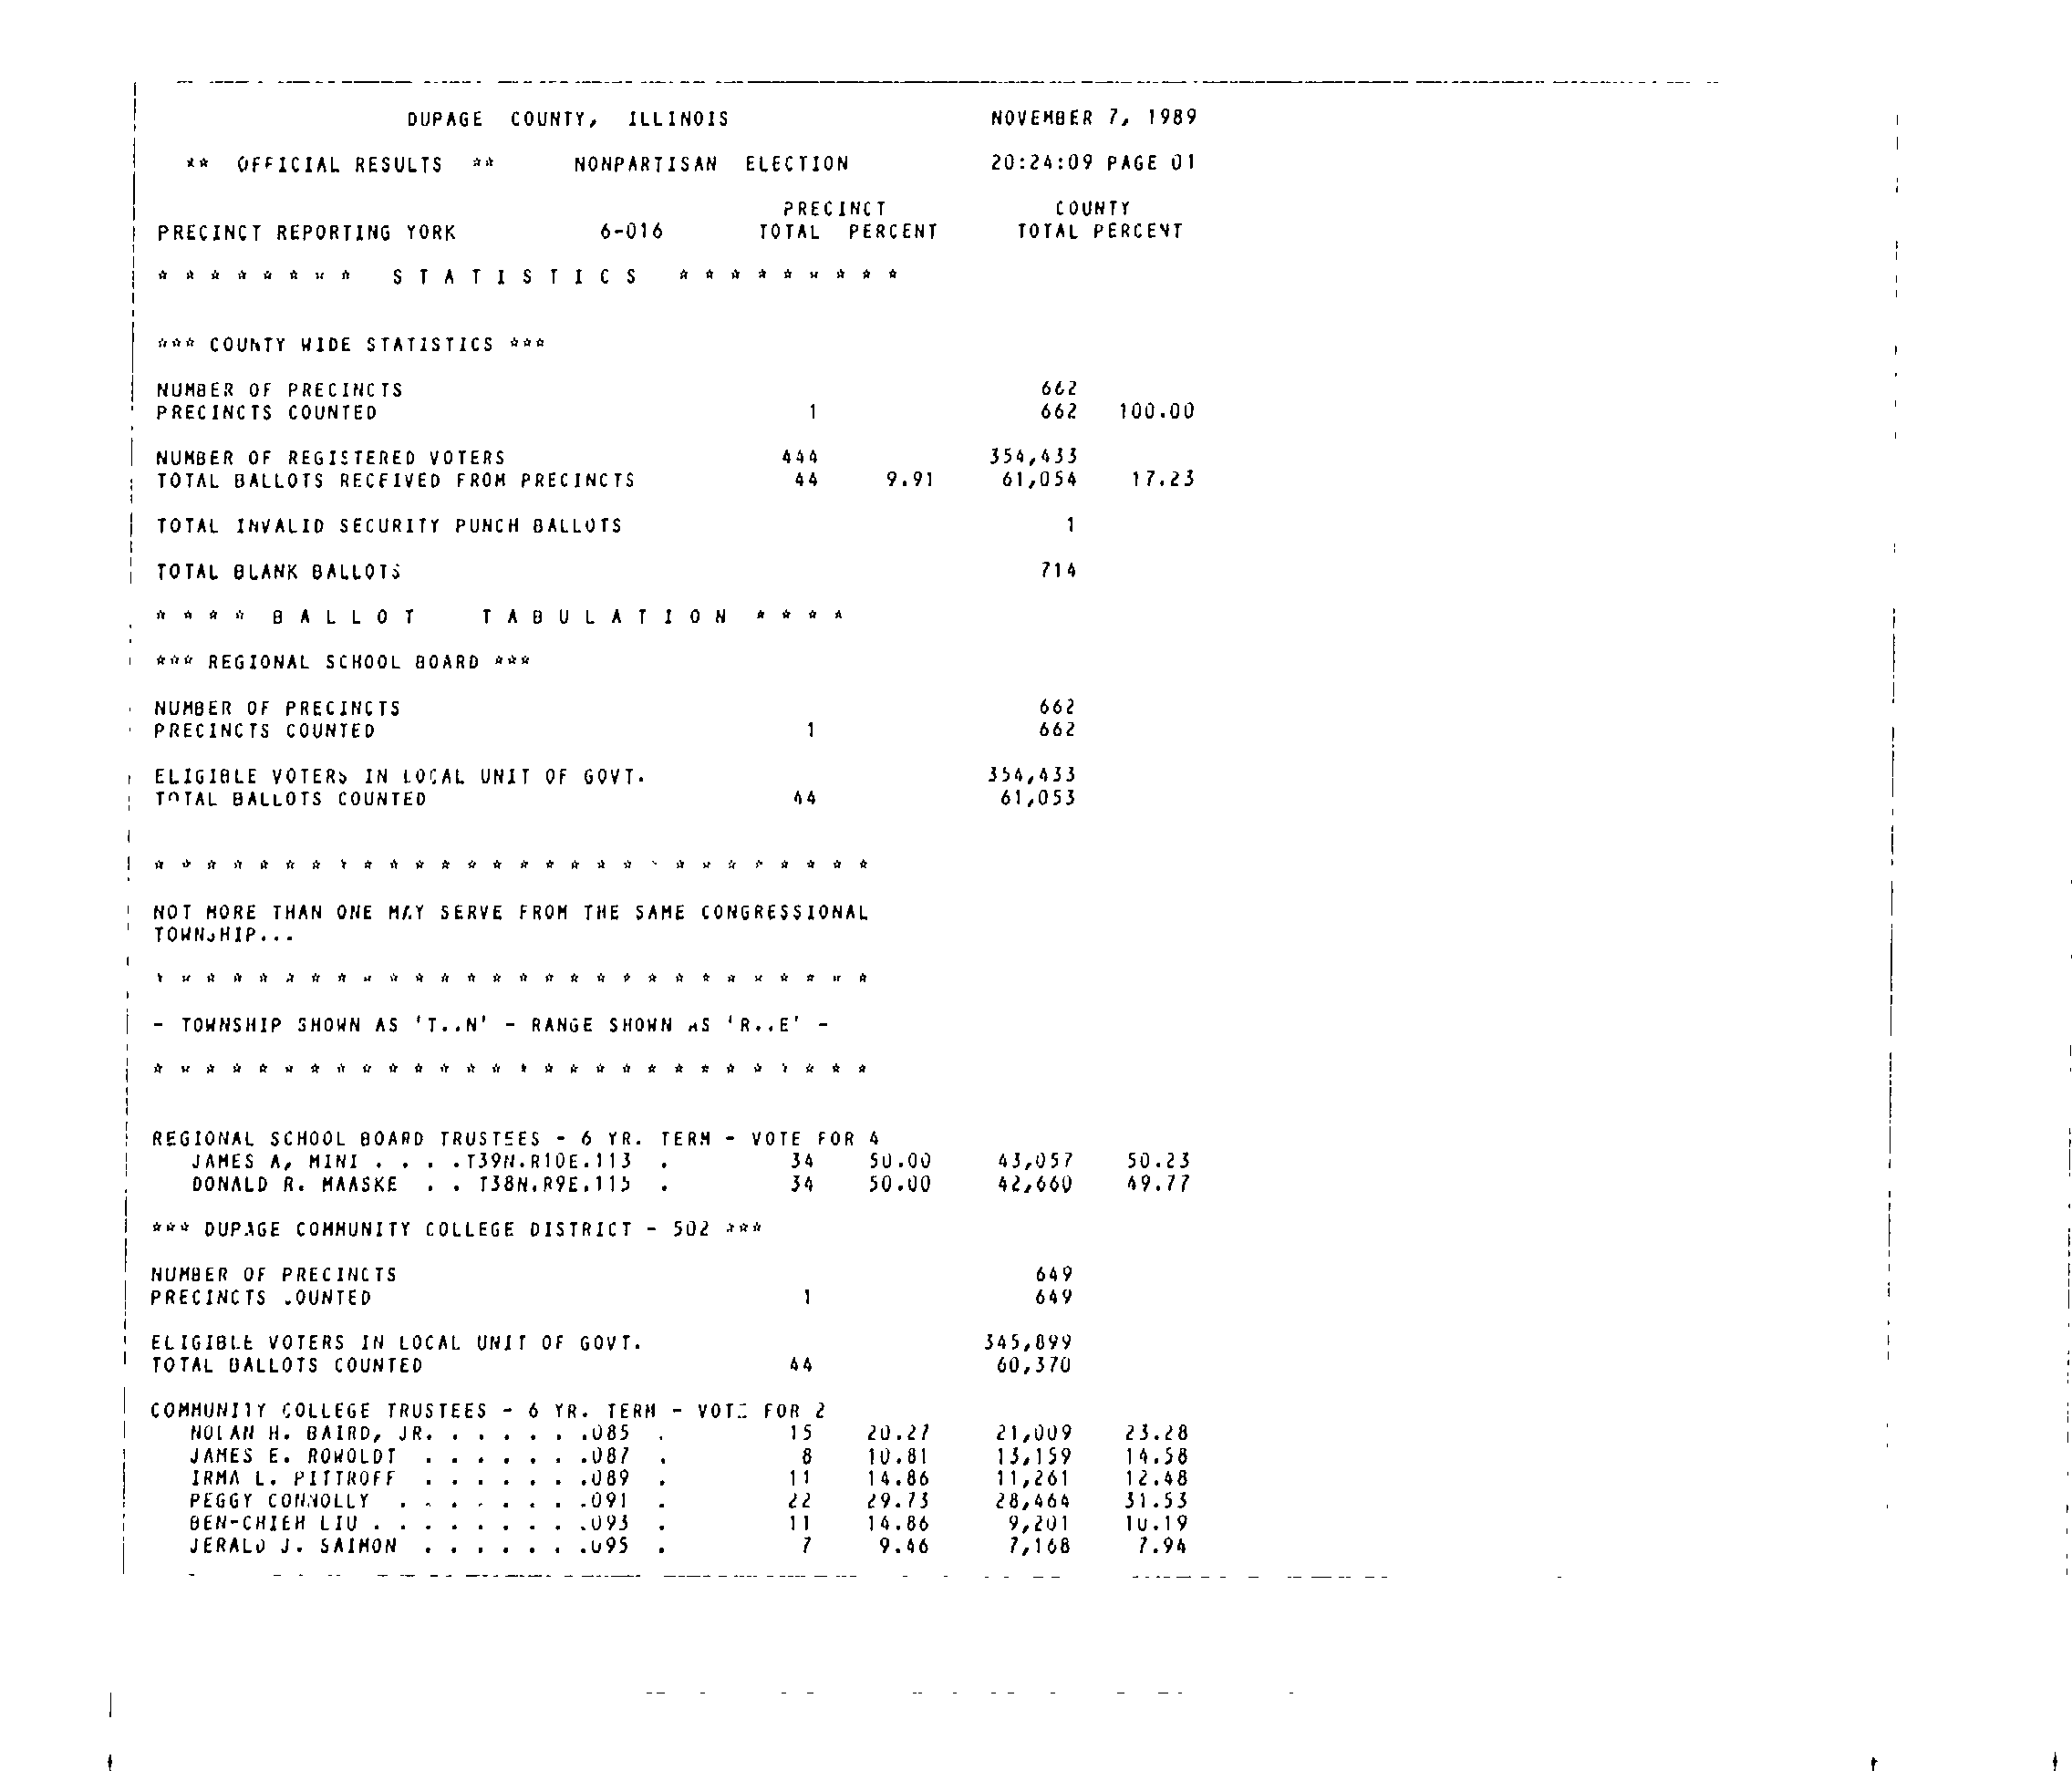 DUPAGE COUNTY, ILLINOIS NOVEMBER 7, 1989
** OFFICIAL RESULTS ** NONPARTISAN ELECTION 20:24:09 PAGE 01
PRECINCT COUNTY
PRECINCT REPORTING YORK 6-016 TOTAL PERCENT TOTAL PERCENT
* * * * * * * * S T A T I S T I C S * * * * * * * * *
*** COUNTY WIDE STATISTICS ***
NUMBER OF PRECINCTS 662
PRECINCTS COUNTED 1 662 100.00
NUMBER OF REGISTERED VOTERS 444 354,433
TOTAL BALLOTS RECEIVED FROM PRECINCTS 44 9.91 61,054 17.23
TOTAL INVALID SECURITY PUNCH BALLOTS 1
TOTAL BLANK BALLOTS 714
* * * * B A L L O T T A B U L A T I O N * * * *
*** REGIONAL SCHOOL BOARD ***
NUMBER OF PRECINCTS 662
PRECINCTS COUNTED 1 662
ELIGIBLE VOTERS IN LOCAL UNIT OF GOVT. 354,433
TOTAL BALLOTS COUNTED 44 61,053
* * * * * * * * * * * * * * * * * * * * * * * * * * * *
NOT MORE THAN ONE MAY SERVE FROM THE SAME CONGRESSIONAL
TOWNSHIP...
* * * * * * * * * * * * * * * * * * * * * * * * * * * *
- TOWNSHIP SHOWN AS 'T..N' - RANGE SHOWN AS 'R..E' -
* * * * * * * * * * * * * * * * * * * * * * * * * * * *
REGIONAL SCHOOL BOARD TRUSTEES - 6 YR. TERM - VOTE FOR 4
JAMES A. MINI . . . .T39N.R10E.113 . 34 50.00 43,057 50.23
DONALD R. MAASKE . . T38N.R9E.115 . 34 50.00 42,660 49.77
*** DUPAGE COMMUNITY COLLEGE DISTRICT - 502 ***
NUMBER OF PRECINCTS 649
PRECINCTS COUNTED 1 649
ELIGIBLE VOTERS IN LOCAL UNIT OF GOVT. 345,899
TOTAL BALLOTS COUNTED 44 60,370
COMMUNITY COLLEGE TRUSTEES - 6 YR. TERM - VOTE FOR 2
NOLAN H. BAIRD, JR. . . . . . .085 . 15 20.27 21,009 23.28
JAMES E. ROWOLDT . . . . . . .087 . 8 10.81 13,159 14.58
IRMA L. PITTROFF . . . . . . .089 . 11 14.86 11,261 12.48
PEGGY CONNOLLY . . . . . . . .091 . 22 29.73 28,464 31.53
BEN-CHIEH LIU . . . . . . . . .093 . 11 14.86 9,201 10.19
JERALD J. SAIMON . . . . . . .095 . 7 9.46 7,168 7.94